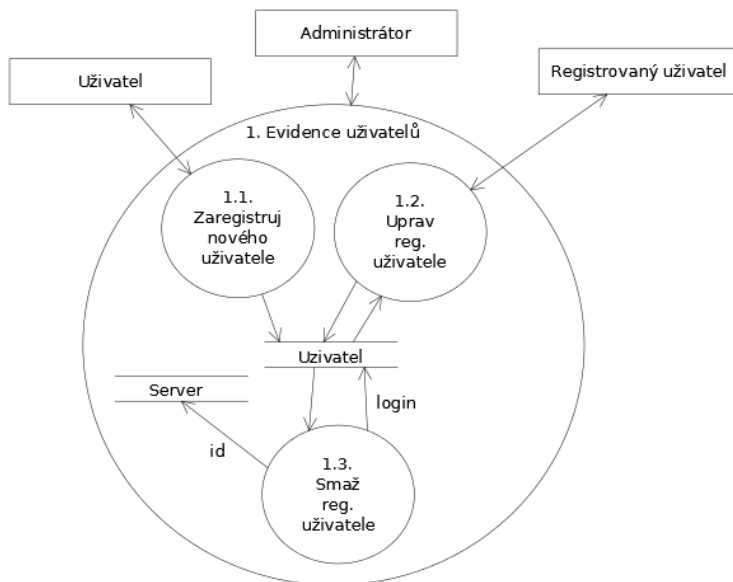 Administrátor
Uživatel
Registrovaný uživatel
1. Evidence uživatelů
1.1.
Zaregistruj
nového
uživatele
1.2.
Uprav
reg.
uživatele
Uzivatel
Server
login
id
1.3.
Smaž
reg.
uživatele